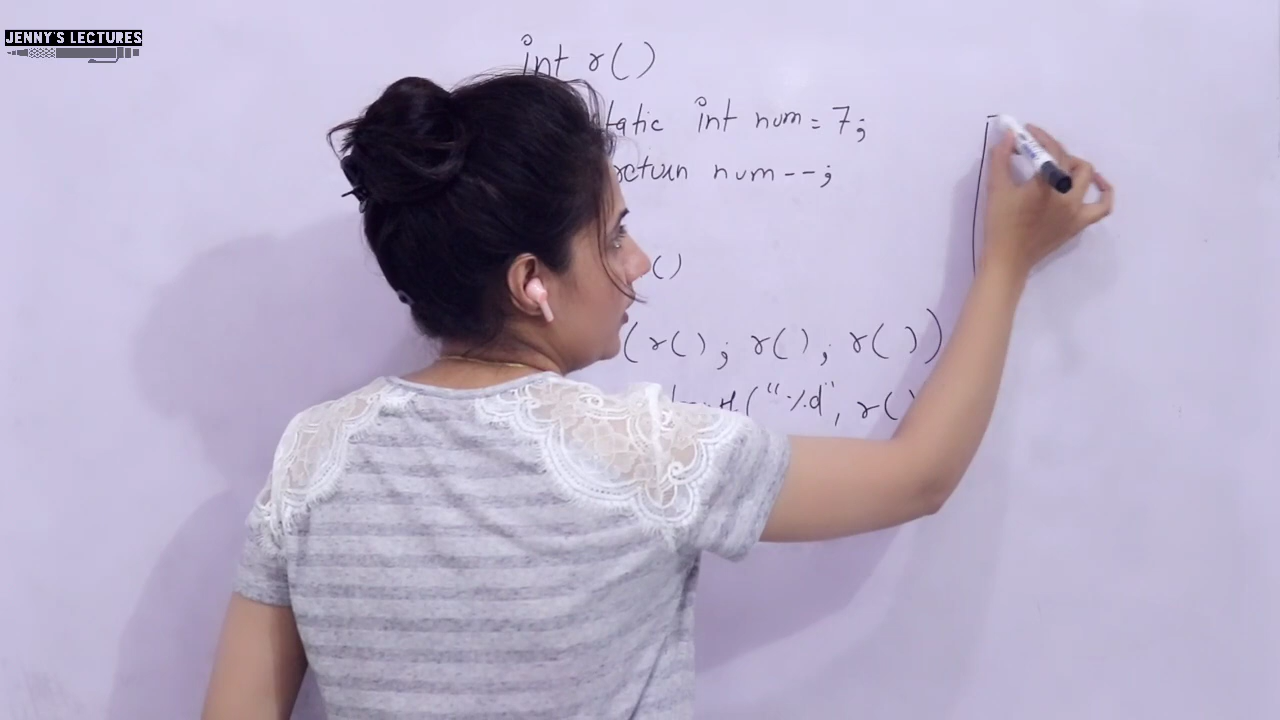 JENNY'S LECTURES
int r()
static int num = 7;
return num--;
()
(r(); r(); r())
("%d", r()